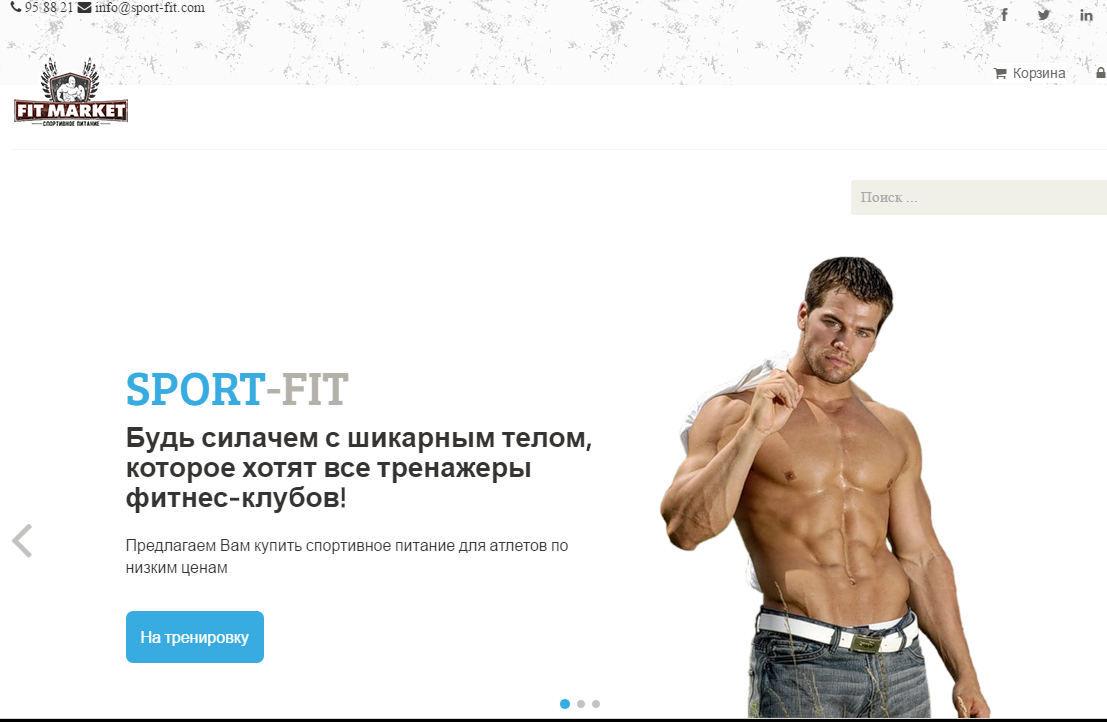 95 88 21 info@sport-fit.com
Корзина
FIT MARKET
СПОРТИВНОЕ ПИТАНИЕ
Поиск ...
SPORT-FIT
Будь силачем с шикарным телом,
которое хотят все тренажеры
фитнес-клубов!
Предлагаем Вам купить спортивное питание для атлетов по
низким ценам
На тренировку